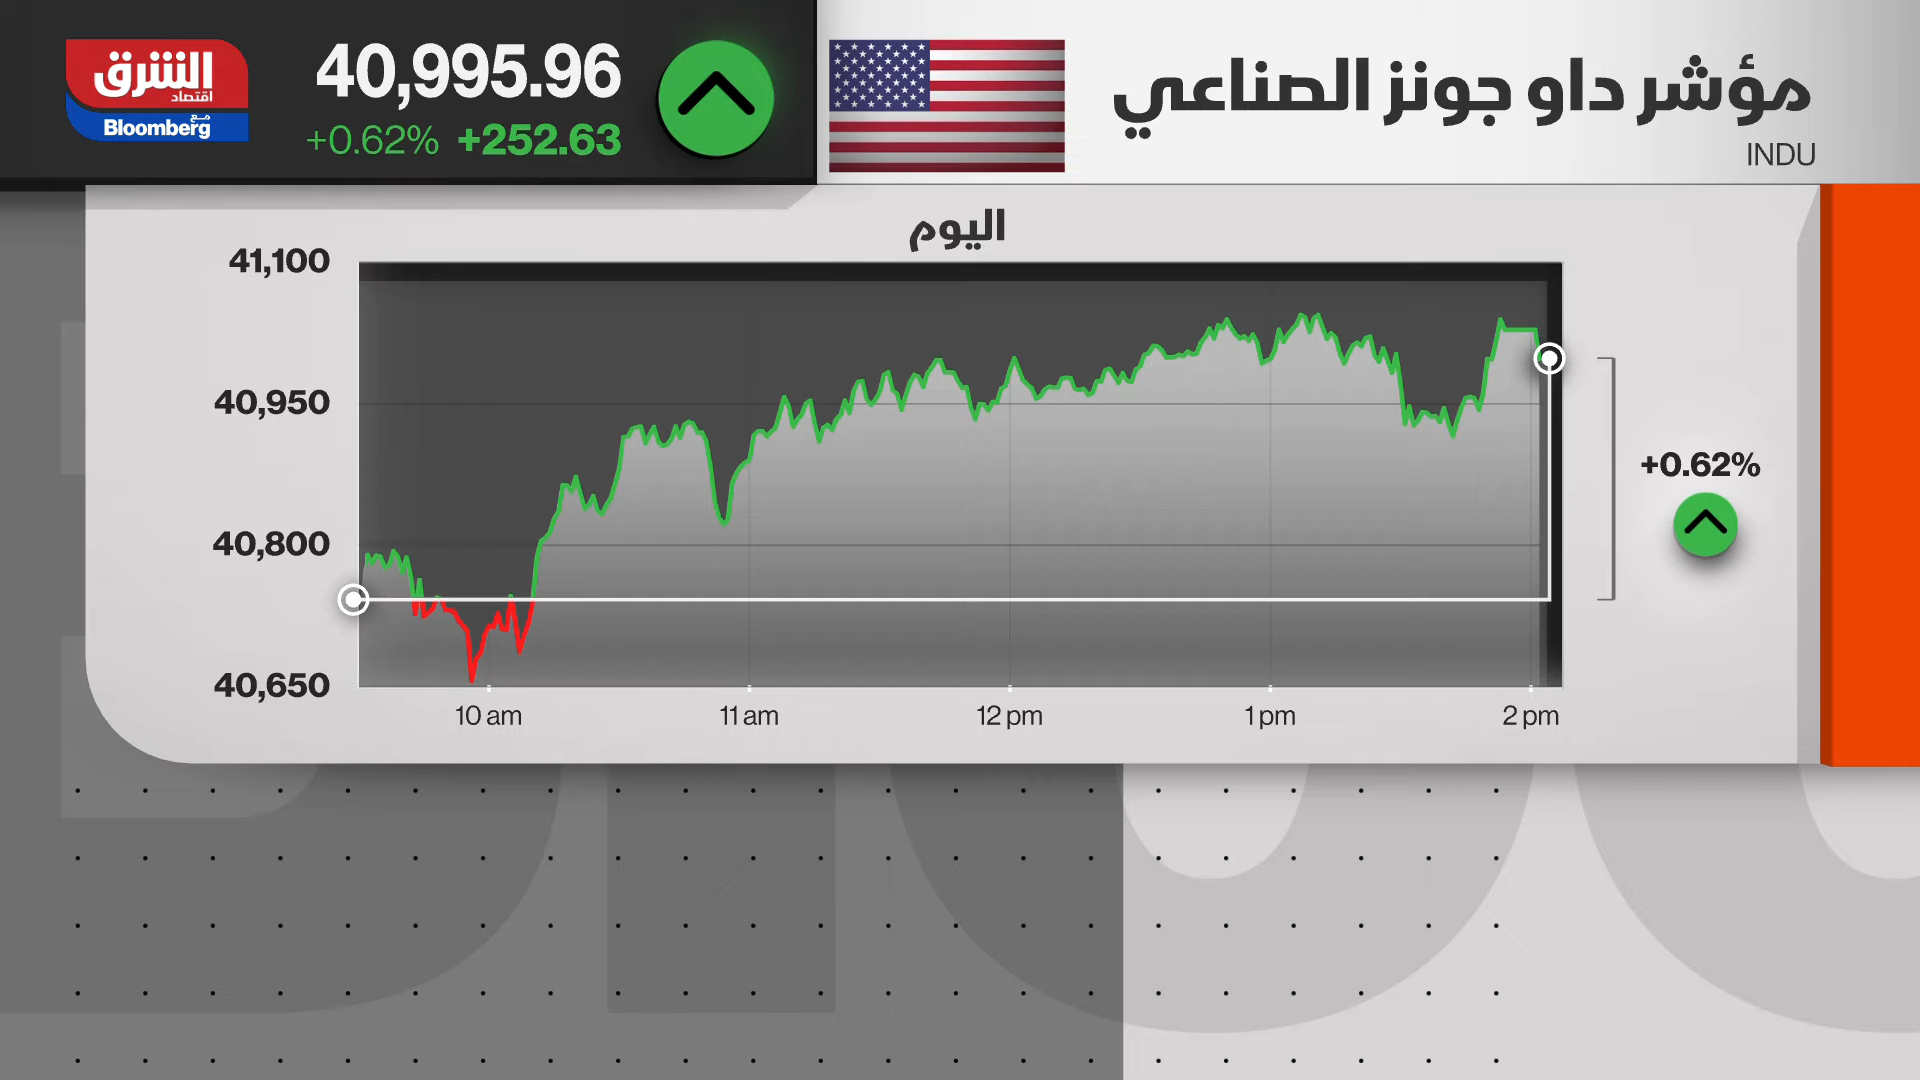 مؤشر داو جونز الصناعي
INDU
40,995.96
+0.62% +252.63
الشرق
اقتصاد
مع
Bloomberg
اليوم
41,100
40,950
40,800
40,650
10 am 11 am 12 pm 1 pm 2 pm
+0.62%